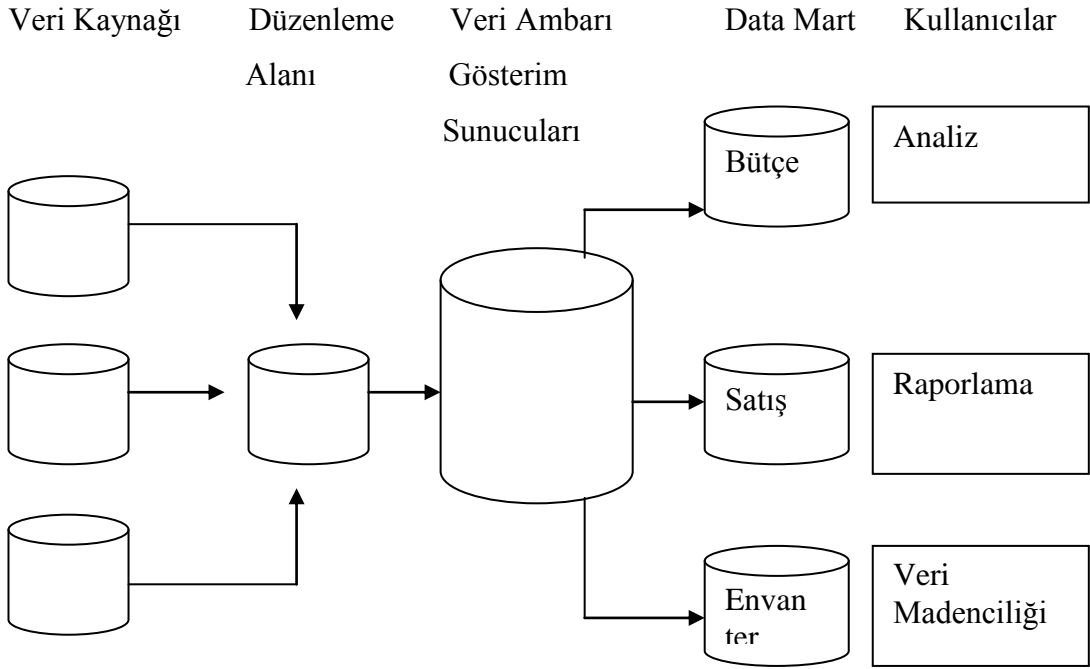 Veri Kaynağı Düzenleme Alanı Veri Ambarı Gösterim Sunucuları Data Mart Kullanıcılar
Bütçe
Analiz
Satış
Raporlama
Envan
ter
Veri
Madenciliği